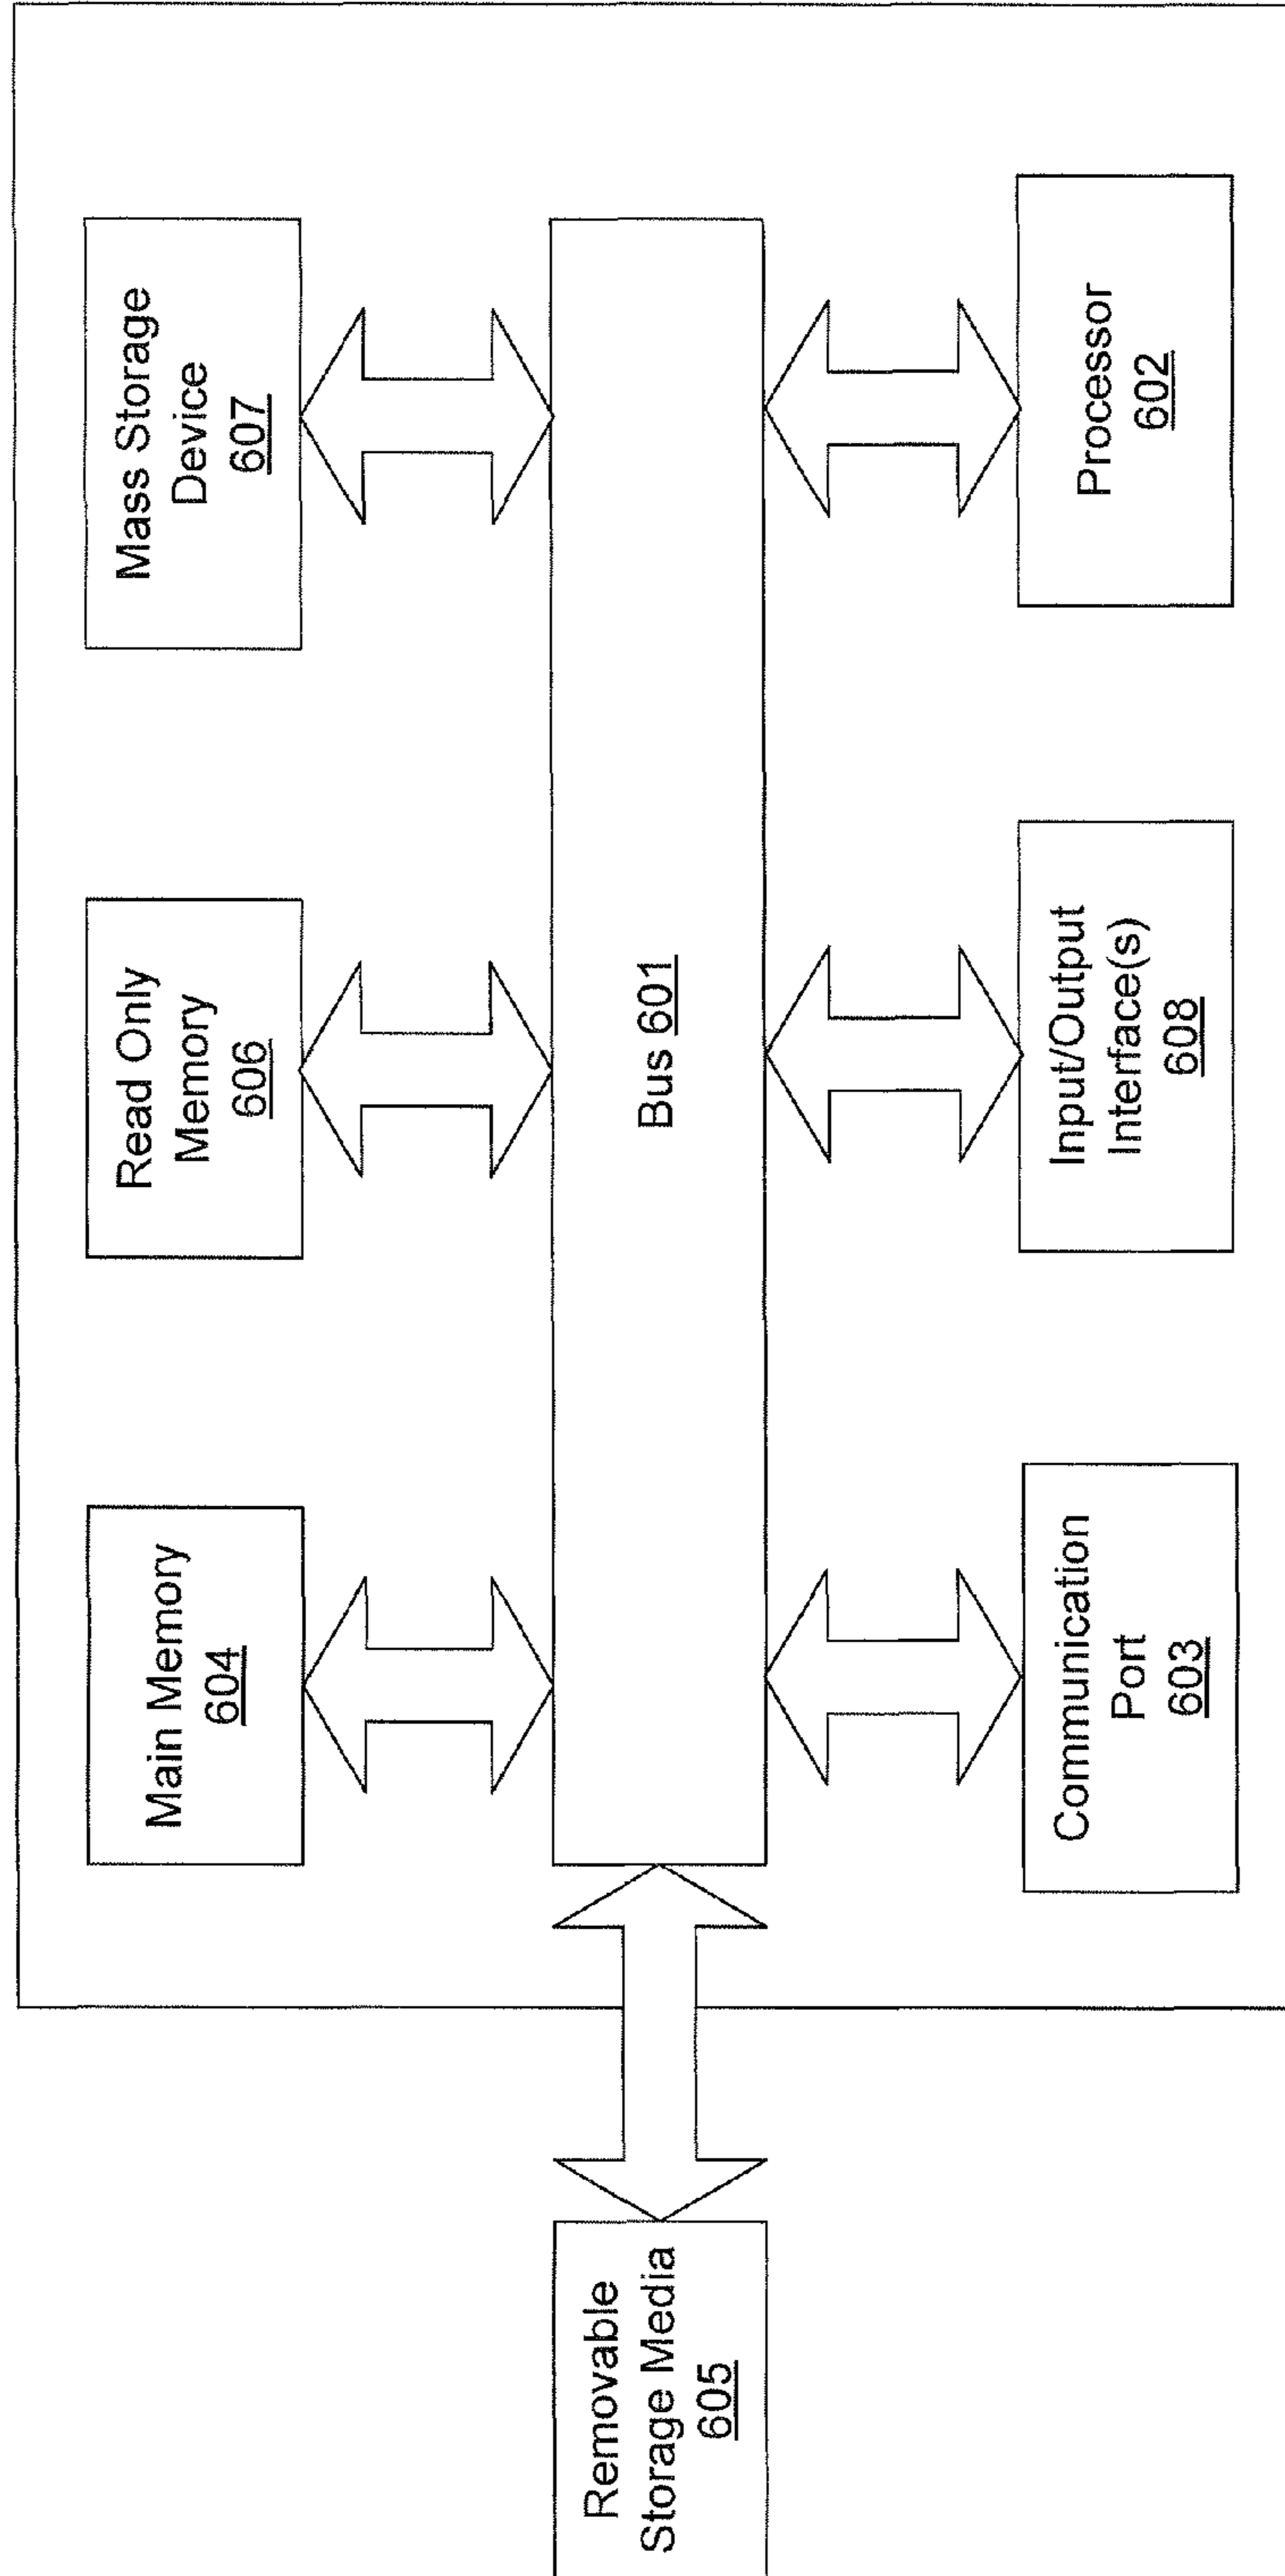 Main Memory
604
Read Only
Memory
606
Mass Storage
Device
607
Removable
Storage Media
605
Bus 601
Communication
Port
603
Input/Output
Interface(s)
608
Processor
602